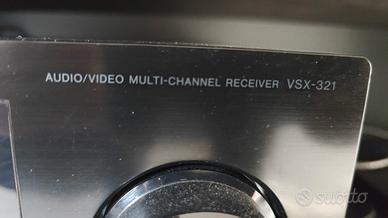 AUDIO/VIDEO MULTI-CHANNEL RECEIVER VSX-321
subito